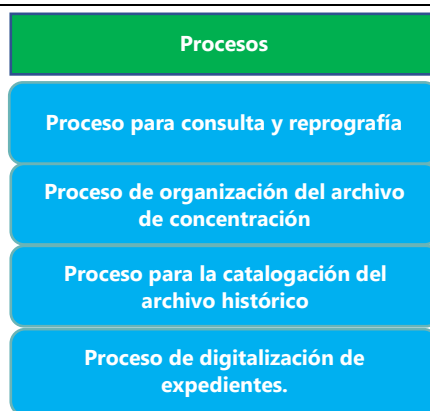 Procesos
Proceso para consulta y reprografía
Proceso de organización del archivo
de concentración
Proceso para la catalogación del
archivo histórico
Proceso de digitalización de
expedientes.